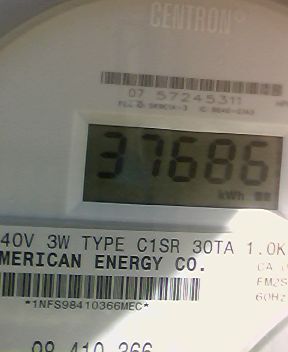 CENTRON
07 57245311
37686
kWh
40V 3W TYPE C1SR 30TA 1.0K
MERICAN ENERGY CO.
CA
FM2S
60Hz
*1NFS98410366MEC*
98 410 366